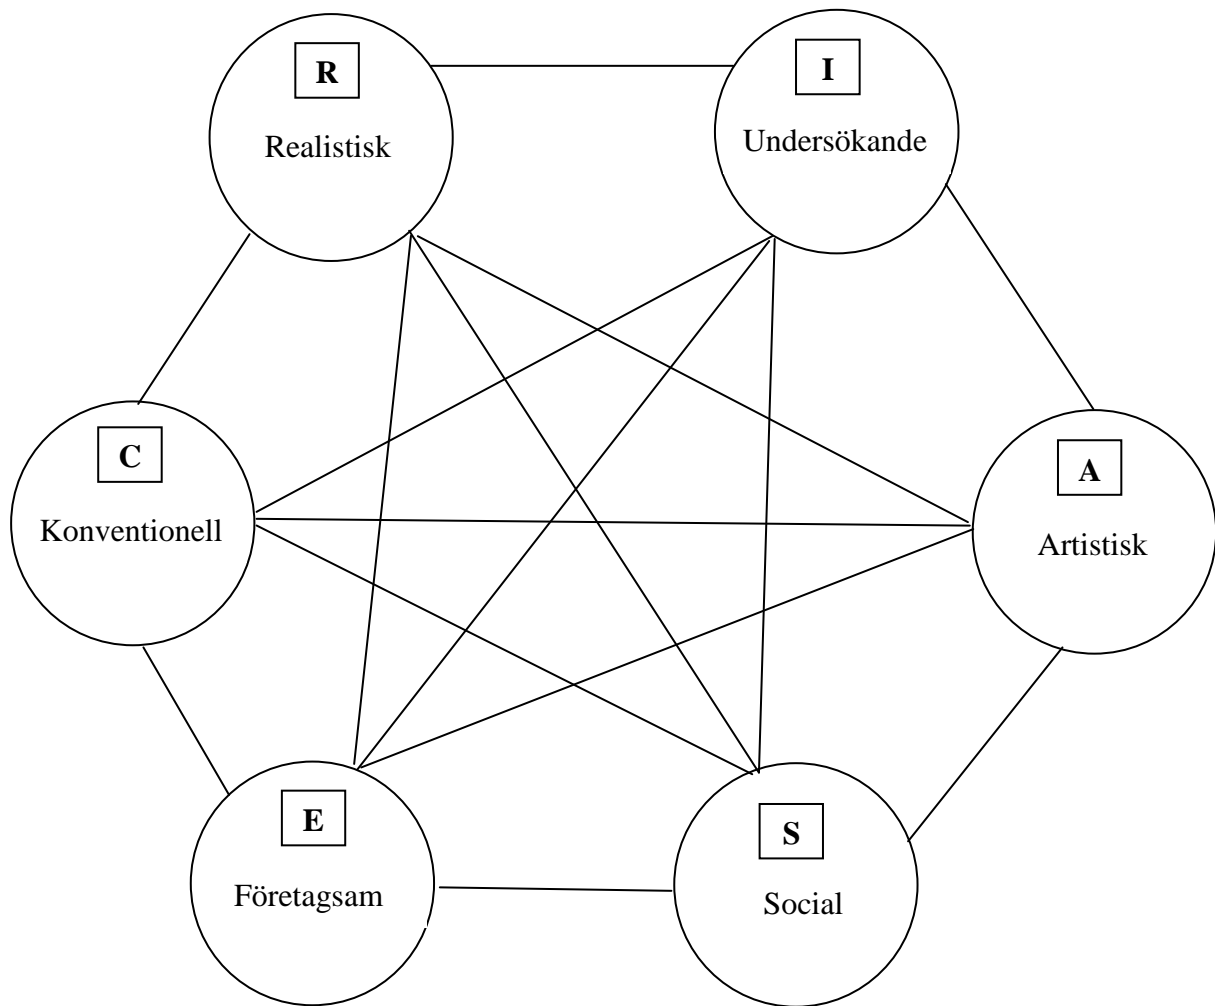 R
Realistisk
I
Undersökande
C
Konventionell
A
Artistisk
E
Företagsam
S
Social